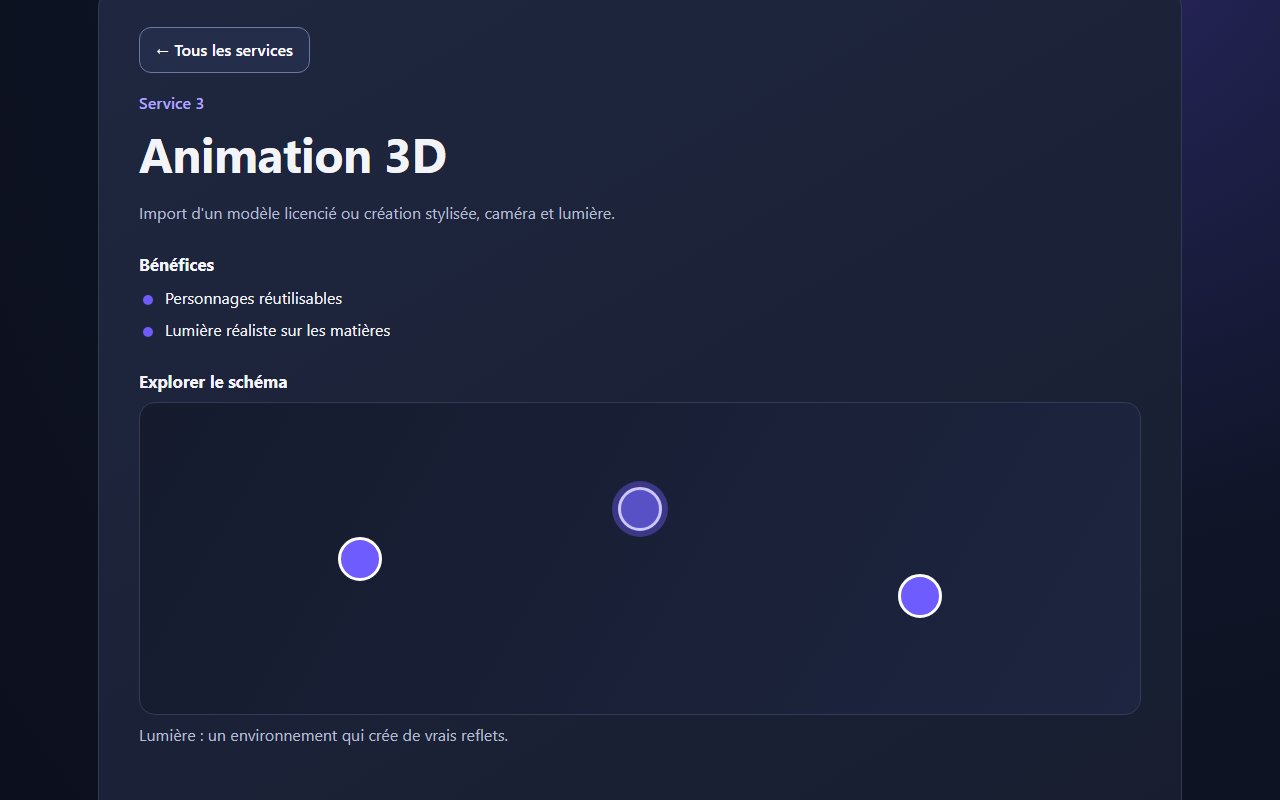 ← Tous les services
Service 3
Animation 3D
Import d'un modèle licencié ou création stylisée, caméra et lumière.
Bénéfices
Personnages réutilisables
Lumière réaliste sur les matières
Explorer le schéma
Lumière : un environnement qui crée de vrais reflets.